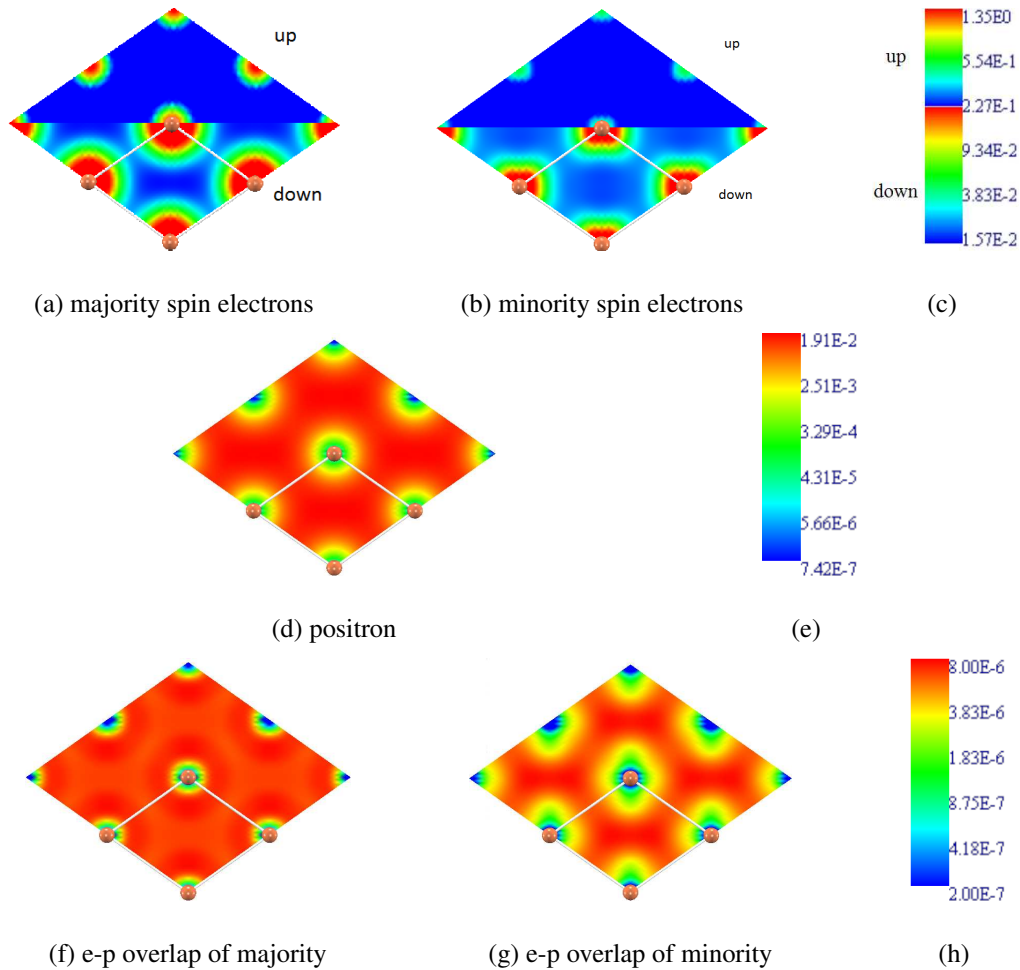 up
down
up
down
up
down
1.35E0
5.54E-1
2.27E-1
9.34E-2
3.83E-2
1.57E-2
(a) majority spin electrons
(b) minority spin electrons
(c)
1.91E-2
2.51E-3
3.29E-4
4.31E-5
5.66E-6
7.42E-7
(d) positron
(e)
8.00E-6
3.83E-6
1.83E-6
8.75E-7
4.18E-7
2.00E-7
(f) e-p overlap of majority
(g) e-p overlap of minority
(h)